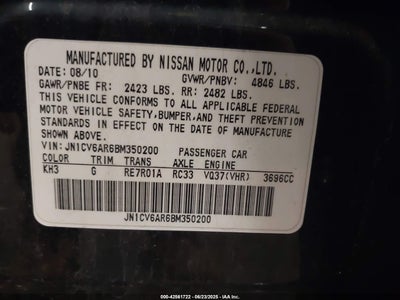 MANUFACTURED BY NISSAN MOTOR CO.,LTD.
DATE: 08/10 GVWR/PNBV: 4846 LBS.
GAWR/PNBE FR: 2423 LBS. RR: 2482 LBS.
THIS VEHICLE CONFORMS TO ALL APPLICABLE FEDERAL
MOTOR VEHICLE SAFETY,BUMPER,AND THEFT PREVENTION
STANDARDS IN EFFECT ON THE DATE OF MANUFACTURE
SHOWN ABOVE.
VIN: JN1CV6AR6BM350200 PASSENGER CAR
COLOR TRIM TRANS AXLE ENGINE
KH3 G RE7R01A RC33 VQ37(VHR) 3696CC
JN1CV6AR6BM350200
000-42561722 - 06/23/2025 - IAA, Inc.